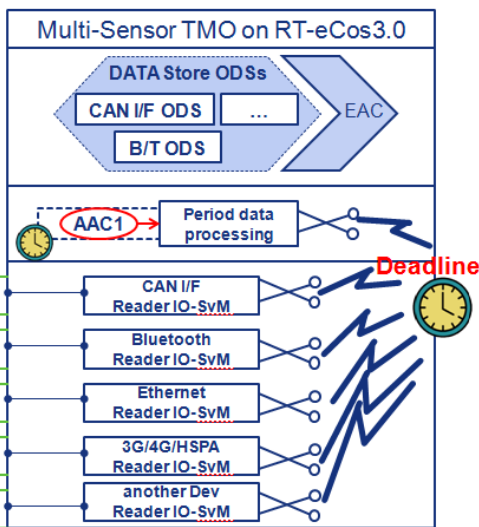 Multi-Sensor TMO on RT-eCos3.0
DATA Store ODSs
CAN I/F ODS
...
EAC
B/T ODS
AAC1
Period data
processing
Deadline
CAN I/F
Reader IO-SvM
Bluetooth
Reader IO-SvM
Ethernet
Reader IO-SvM
3G/4G/HSPA
Reader IO-SvM
another Dev
Reader IO-SvM